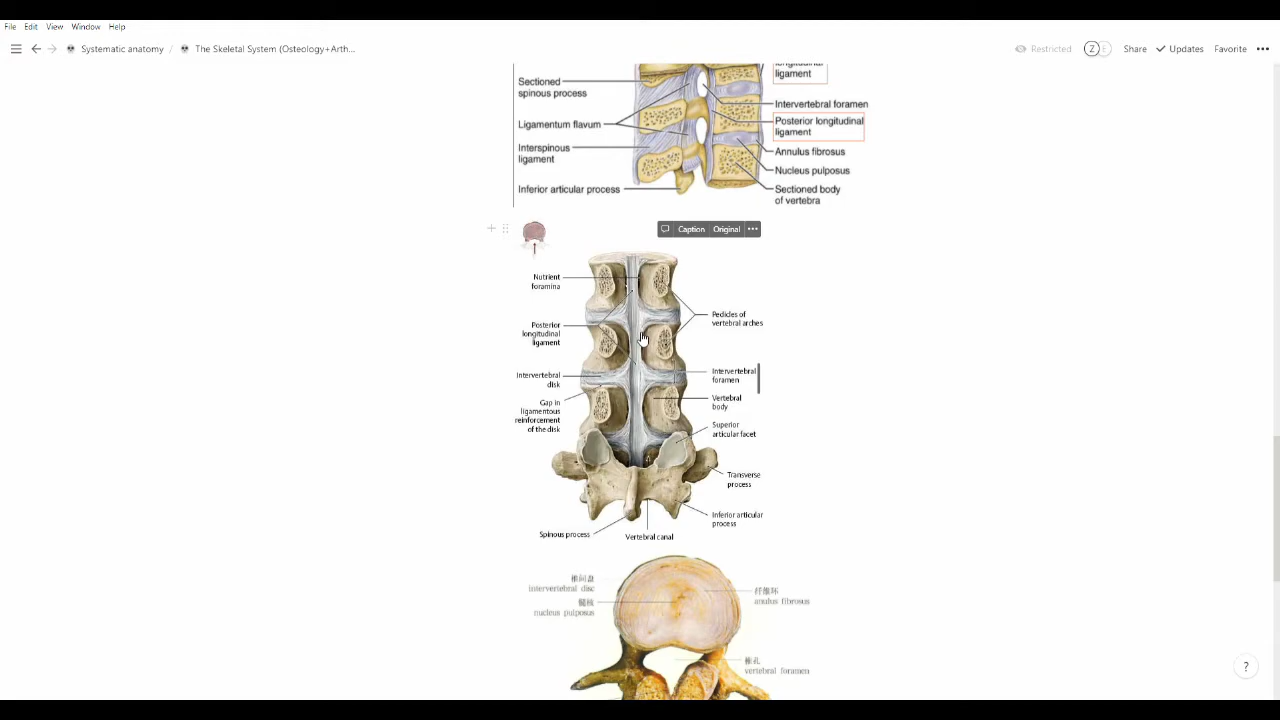 File Edit View Window Help
Systematic anatomy / The Skeletal System (Osteology+Arth...
Restricted Z E Share Updates Favorite
longitudinal
ligament
Sectioned
spinous process
Intervertebral foramen
Ligamentum flavum
Posterior longitudinal
ligament
Interspinous
ligament
Annulus fibrosus
Nucleus pulposus
Inferior articular process
Sectioned body
of vertebra
Caption Original
Nutrient
foramina
Posterior
longitudinal
ligament
Pedicles of
vertebral arches
Intervertebral
disk
Intervertebral
foramen
Gap in
ligamentous
reinforcement
of the disk
Vertebral
body
Superior
articular facet
Transverse
process
Inferior articular
process
Spinous process
Vertebral canal
椎间盘
intervertebral disc
髓核
nucleus pulposus
纤维环
anulus fibrosus
椎孔
vertebral foramen
?